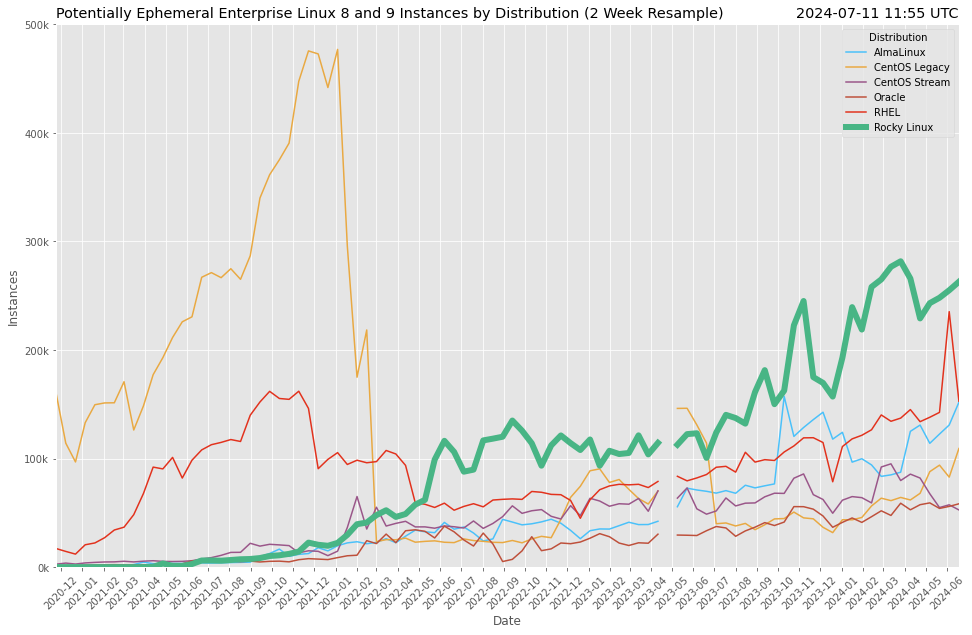 Potentially Ephemeral Enterprise Linux 8 and 9 Instances by Distribution (2 Week Resample)
2024-07-11 11:55 UTC
500k
400k
300k
200k
100k
0k
Instances
Distribution
AlmaLinux
CentOS Legacy
CentOS Stream
Oracle
RHEL
Rocky Linux
2020-12
2021-01
2021-02
2021-03
2021-04
2021-05
2021-06
2021-07
2021-08
2021-09
2021-10
2021-11
2021-12
2022-01
2022-02
2022-03
2022-04
2022-05
2022-06
2022-07
2022-08
2022-09
2022-10
2022-11
2022-12
2023-01
2023-02
2023-03
2023-04
2023-05
2023-06
2023-07
2023-08
2023-09
2023-10
2023-11
2023-12
2024-01
2024-02
2024-03
2024-04
2024-05
2024-06
Date